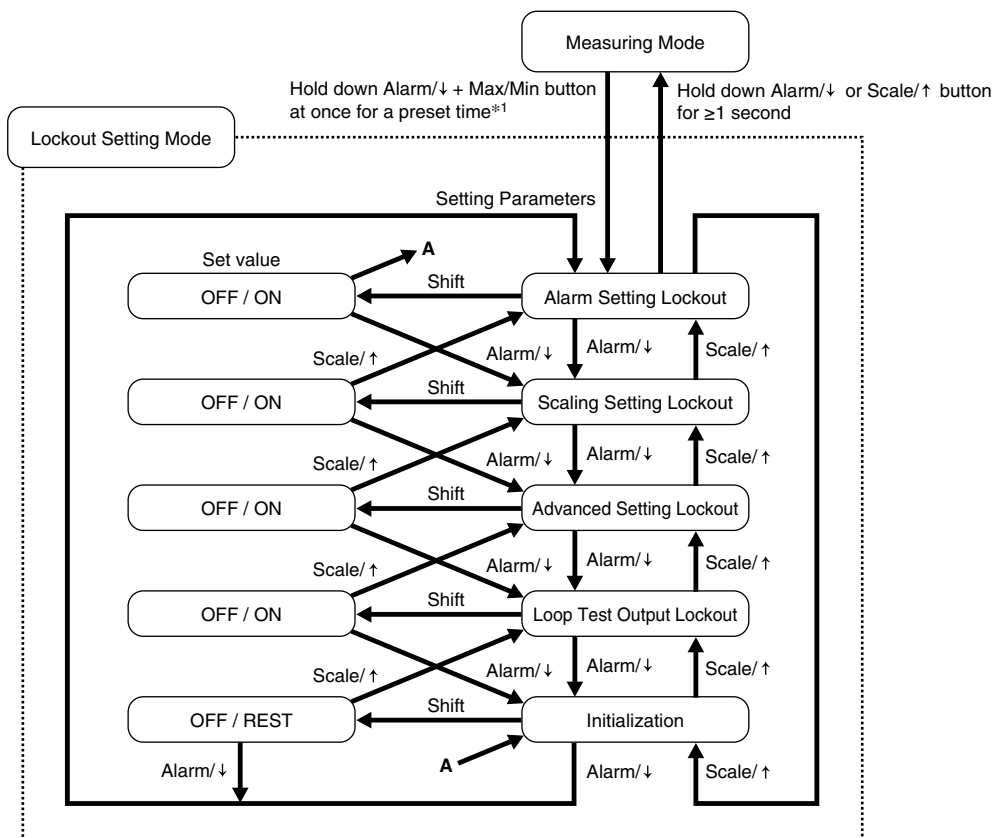 Measuring Mode
Hold down Alarm/↓ + Max/Min button
at once for a preset time*1
Hold down Alarm/↓ or Scale/↑ button
for ≥1 second
Lockout Setting Mode
Setting Parameters
A
Set value
OFF / ON
Shift
Alarm Setting Lockout
Scale/↑
Alarm/↓
Alarm/↓
Scale/↑
OFF / ON
Shift
Scaling Setting Lockout
Scale/↑
Alarm/↓
Alarm/↓
Scale/↑
OFF / ON
Shift
Advanced Setting Lockout
Scale/↑
Alarm/↓
Alarm/↓
Scale/↑
OFF / ON
Shift
Loop Test Output Lockout
Scale/↑
Alarm/↓
Alarm/↓
Scale/↑
OFF / REST
Shift
Initialization
Alarm/↓
A
Alarm/↓
Scale/↑